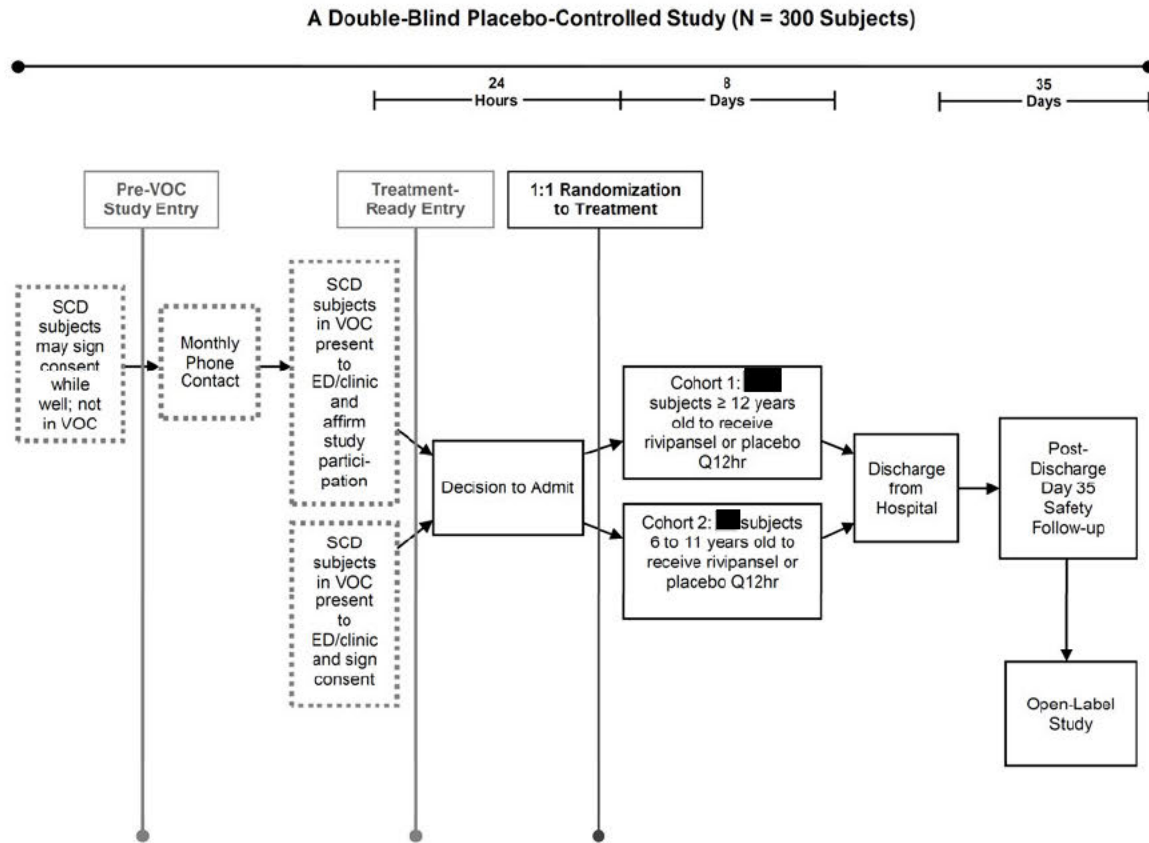 A Double-Blind Placebo-Controlled Study (N = 300 Subjects)
24
Hours
8
Days
35
Days
Pre-VOC
Study Entry
Treatment-
Ready Entry
1:1 Randomization
to Treatment
SCD
subjects
may sign
consent
while
well; not
in VOC
Monthly
Phone
Contact
SCD
subjects
in VOC
present
to
ED/clinic
and
affirm
study
partici-
pation
SCD
subjects
in VOC
present
to
ED/clinic
and sign
consent
Decision to Admit
Cohort 1:
subjects ≥ 12 years
old to receive
rivipansel or placebo
Q12hr
Cohort 2: subjects
6 to 11 years old to
receive rivipansel or
placebo Q12hr
Discharge
from
Hospital
Post-
Discharge
Day 35
Safety
Follow-up
Open-Label
Study